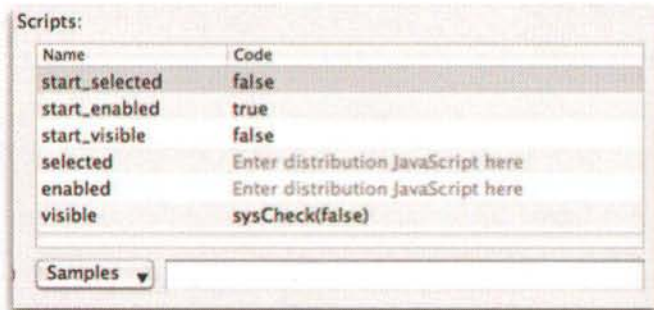 Scripts:
Name Code
start_selected false
start_enabled true
start_visible false
selected Enter distribution JavaScript here
enabled Enter distribution JavaScript here
visible sysCheck(false)
Samples